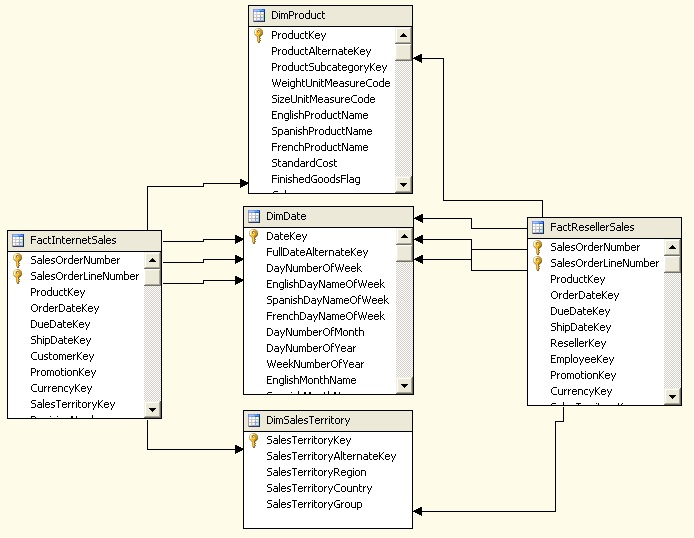 DimProduct
ProductKey
ProductAlternateKey
ProductSubcategoryKey
WeightUnitMeasureCode
SizeUnitMeasureCode
EnglishProductName
SpanishProductName
FrenchProductName
StandardCost
FinishedGoodsFlag
FactInternetSales
SalesOrderNumber
SalesOrderLineNumber
ProductKey
OrderDateKey
DueDateKey
ShipDateKey
CustomerKey
PromotionKey
CurrencyKey
SalesTerritoryKey
DimDate
DateKey
FullDateAlternateKey
DayNumberOfWeek
EnglishDayNameOfWeek
SpanishDayNameOfWeek
FrenchDayNameOfWeek
DayNumberOfMonth
DayNumberOfYear
WeekNumberOfYear
EnglishMonthName
FactResellerSales
SalesOrderNumber
SalesOrderLineNumber
ProductKey
OrderDateKey
DueDateKey
ShipDateKey
ResellerKey
EmployeeKey
PromotionKey
CurrencyKey
DimSalesTerritory
SalesTerritoryKey
SalesTerritoryAlternateKey
SalesTerritoryRegion
SalesTerritoryCountry
SalesTerritoryGroup